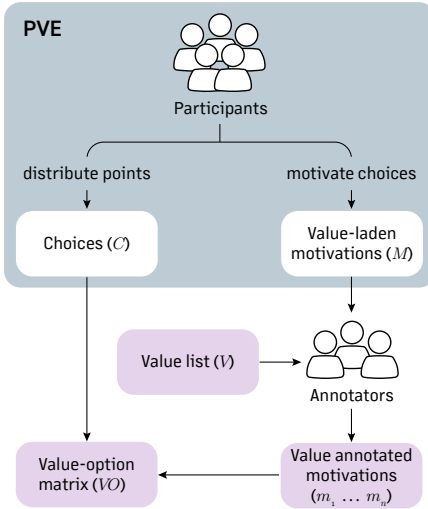 PVE
Participants
distribute points
motivate choices
Choices (C)
Value-laden
motivations (M)
Value list (V)
Annotators
Value-option
matrix (VO)
Value annotated
motivations
(m₁ … mₙ)